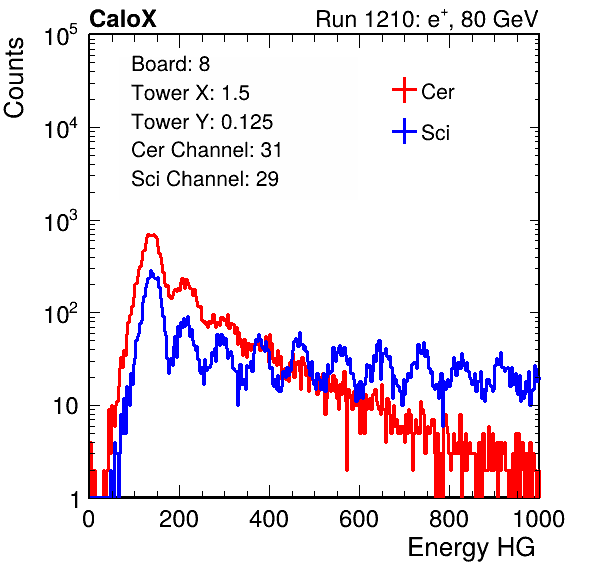 CaloX Run 1210: e⁺, 80 GeV
Counts
Board: 8
Tower X: 1.5
Tower Y: 0.125
Cer Channel: 31
Sci Channel: 29
Cer
Sci
10⁵
10⁴
10³
10²
10
1
0 200 400 600 800 1000
Energy HG